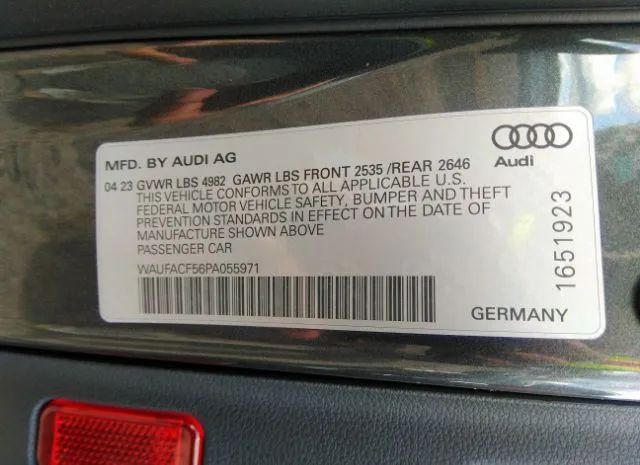 MFD. BY AUDI AG
Audi
04 23 GVWR LBS 4982 GAWR LBS FRONT 2535 /REAR 2646
THIS VEHICLE CONFORMS TO ALL APPLICABLE U.S.
FEDERAL MOTOR VEHICLE SAFETY, BUMPER AND THEFT
PREVENTION STANDARDS IN EFFECT ON THE DATE OF
MANUFACTURE SHOWN ABOVE
PASSENGER CAR
WAUFACF56PA055971
1651923
GERMANY